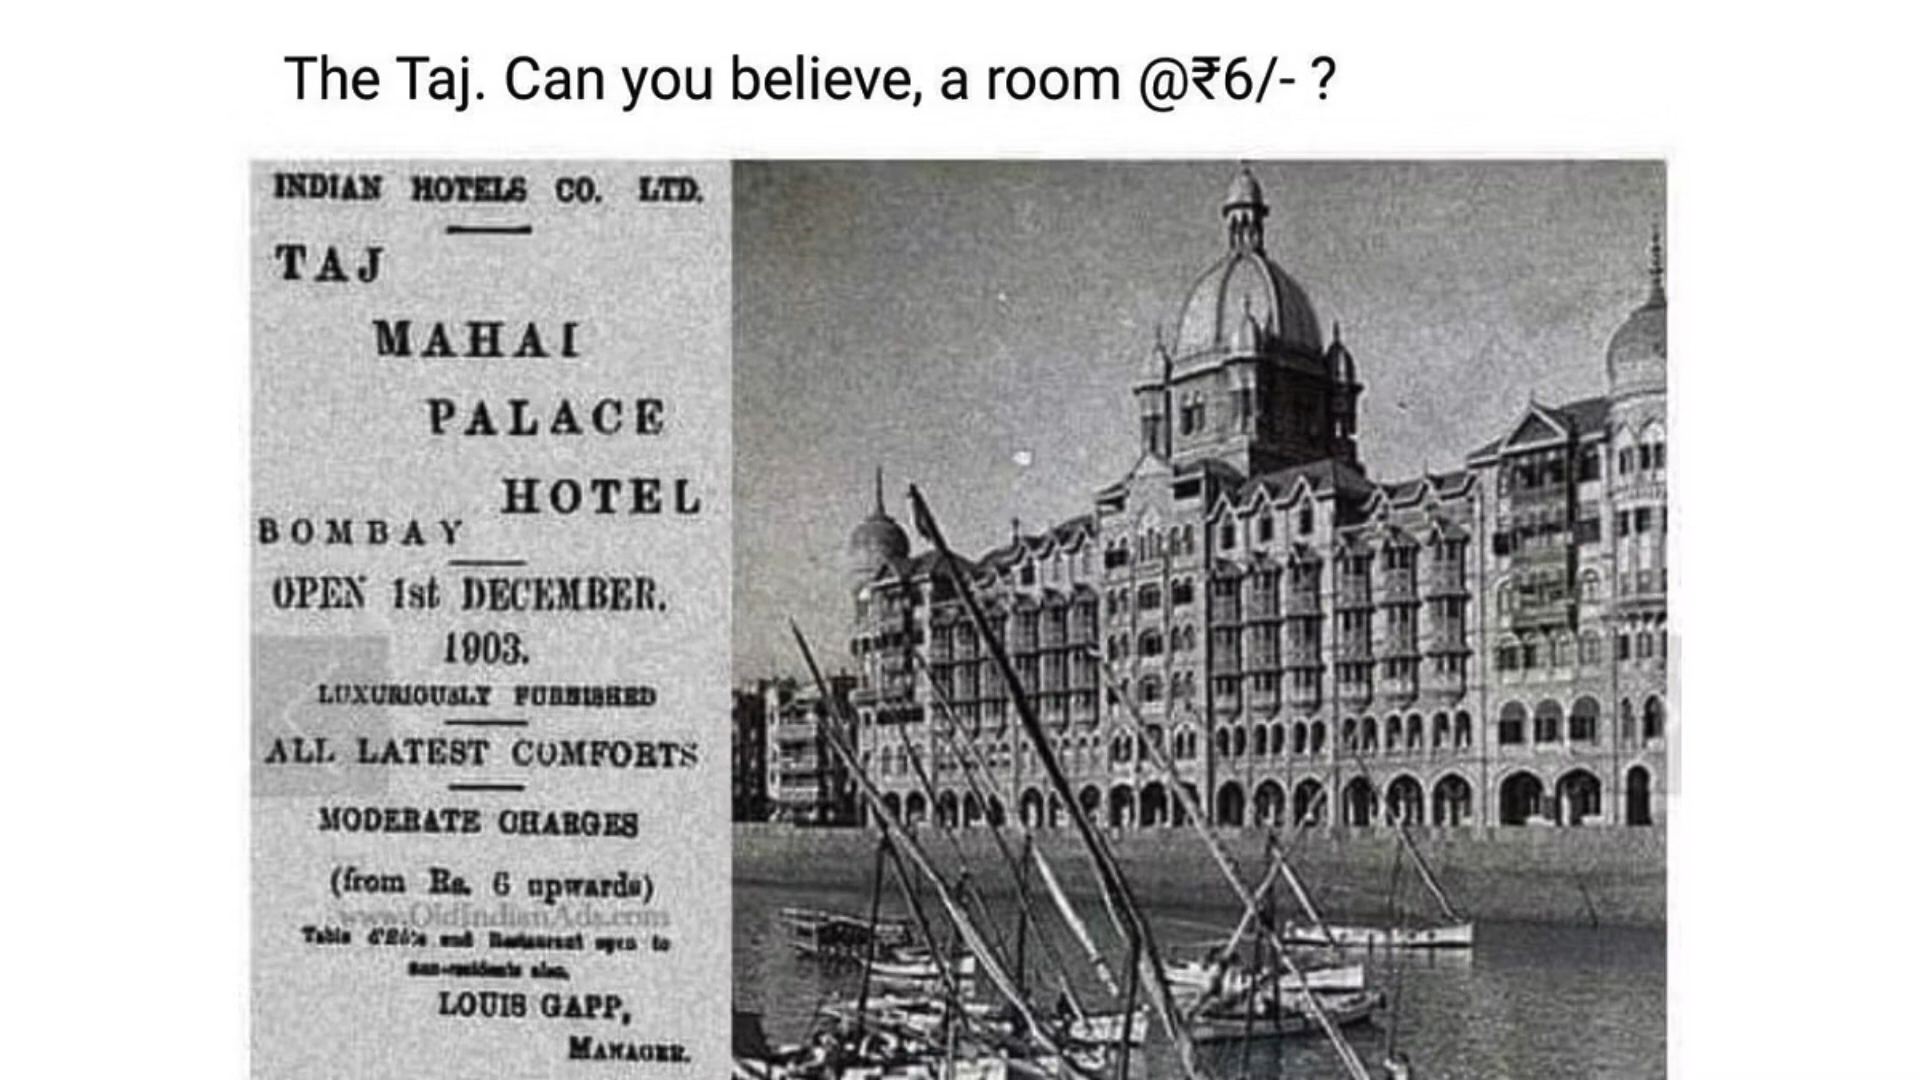 The Taj. Can you believe, a room @₹6/- ?
INDIAN HOTELS CO. LTD.
TAJ
MAHAL
PALACE
HOTEL
BOMBAY
OPEN 1st DECEMBER.
1903.
LUXURIOUSLY FURNISHED
ALL LATEST COMFORTS
MODERATE CHARGES
(from Rs. 6 upwards)
www.OldIndianAds.com
Table d'Hôte and Restaurant open to
non-residents also.
LOUIS GAPP,
MANAGER.